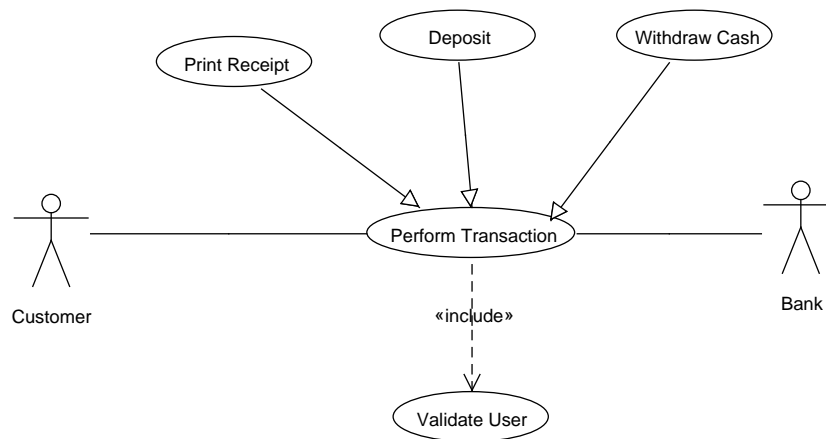 Deposit
Withdraw Cash
Print Receipt
Perform Transaction
Customer
Bank
«include»
Validate User